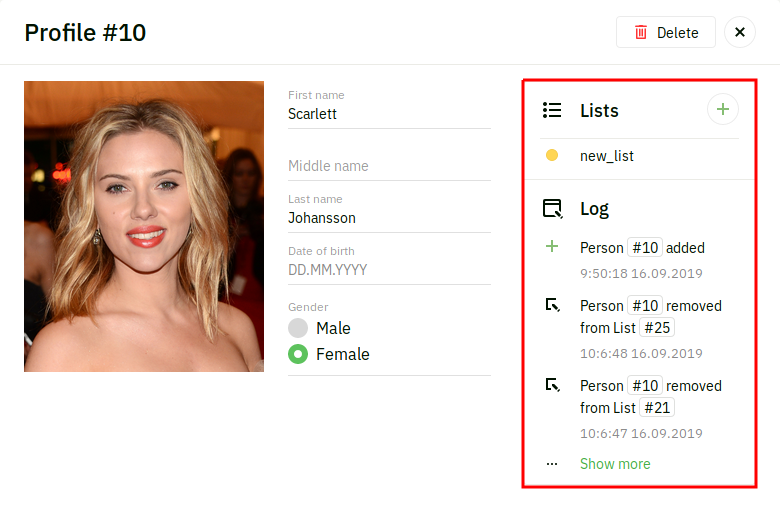 Profile #10
Delete
First name
Scarlett
Middle name
Last name
Johansson
Date of birth
DD.MM.YYYY
Gender
Male
Female
Lists
new_list
Log
Person #10 added
9:50:18 16.09.2019
Person #10 removed
from List #25
10:6:48 16.09.2019
Person #10 removed
from List #21
10:6:47 16.09.2019
Show more